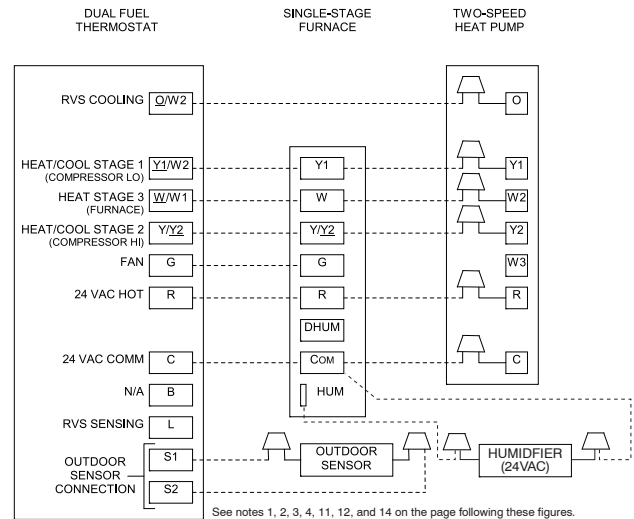 DUAL FUEL THERMOSTAT
SINGLE-STAGE FURNACE
TWO-SPEED HEAT PUMP
RVS COOLING O/W2 O
HEAT/COOL STAGE 1 Y1/W2 Y1 Y1
(COMPRESSOR LO)
HEAT STAGE 3 W/W1 W W2
(FURNACE)
HEAT/COOL STAGE 2 Y/Y2 Y/Y2 Y2
(COMPRESSOR HI)
FAN G G W3
24 VAC HOT R R R
DHUM
24 VAC COMM C COM C
N/A B HUM
RVS SENSING L
OUTDOOR SENSOR CONNECTION S1 S2
OUTDOOR SENSOR
HUMIDFIER (24VAC)
See notes 1, 2, 3, 4, 11, 12, and 14 on the page following these figures.